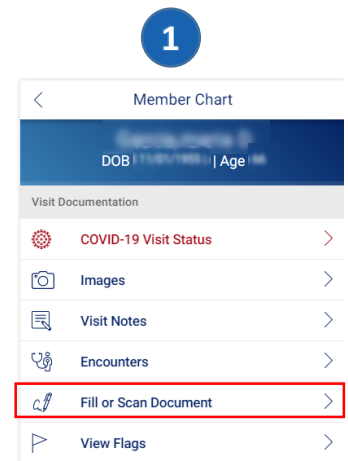 1
Member Chart
DOB | Age
Visit Documentation
COVID-19 Visit Status
Images
Visit Notes
Encounters
Fill or Scan Document
View Flags